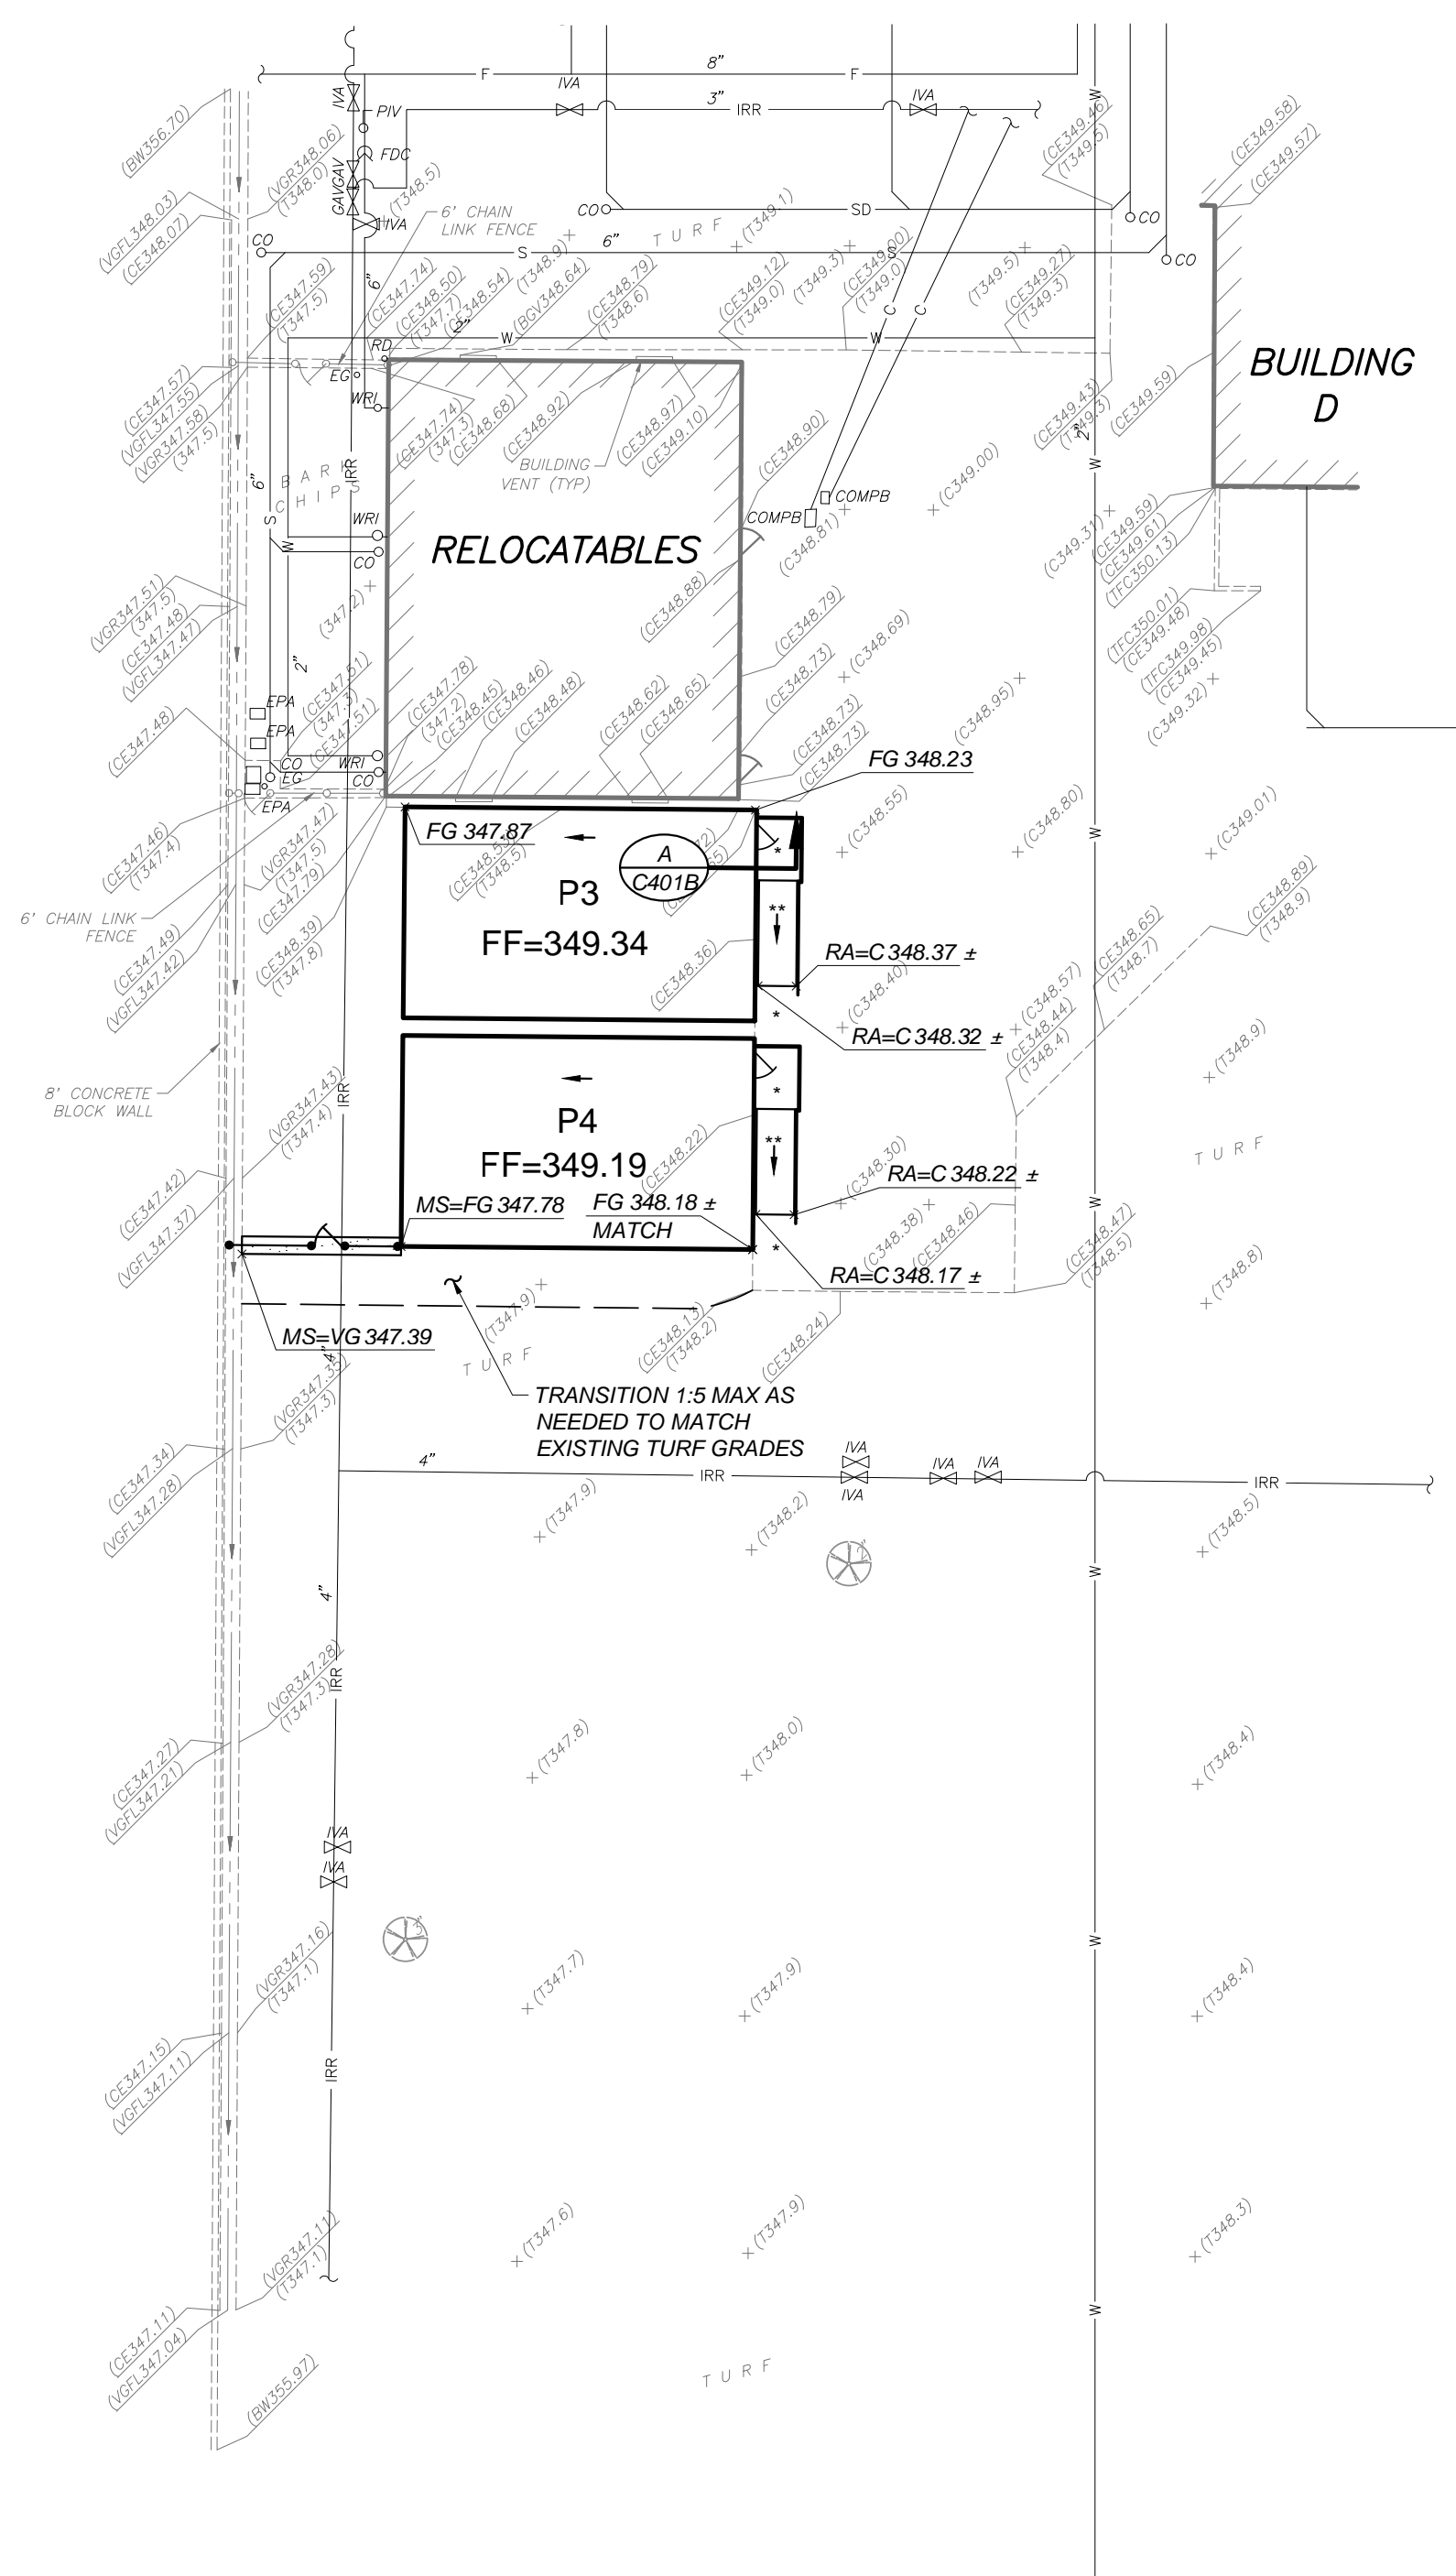 8"
F
F
IVA
IVA
3"
IRR
IVA
PIV
FDC
GAV
GAV
IVA
(BW356.70)
(VGR348.06)
(T348.0)
(T348.5)
6' CHAIN
LINK FENCE
CO
SD
CO
CO
(CE349.46)
(T349.5)
(CE349.58)
(CE349.57)
(VGFL348.03)
(CE348.07)
CO
S
6"
S
TURF
(T349.1)
(T348.9)
(CE347.59)
(T347.5)
6"
(CE347.74)
(CE348.50)
(T347.7)
(CE348.54)
(BGV348.64)
(CE348.79)
(T348.6)
(CE349.12)
(T349.0)
(T349.3)
(CE349.00)
(T349.0)
(T349.5)
(CE349.27)
(T349.3)
2"
W
W
W
C
C
RD
EG
WRI
(CE347.57)
(VGFL347.55)
(VGR347.58)
(347.5)
(CE347.74)
(347.3)
(CE348.68)
(CE348.92)
BUILDING
VENT (TYP)
(CE348.97)
(CE349.10)
(CE348.90)
(C349.00)
(CE349.43)
(T349.3)
2"
W
(CE349.59)
BUILDING
D
6"
S
W
BARK
CHIPS
IRR
WRI
CO
RELOCATABLES
COMPB
COMPB
(C348.81)
(C349.31)
(CE349.59)
(CE349.61)
(TFC350.13)
(VGR347.51)
(347.5)
(CE347.48)
(VGFL347.47)
(347.2)
(CE348.88)
(CE348.79)
(C348.69)
(TFC350.01)
(CE349.48)
(TFC349.98)
(CE349.45)
(C349.32)
2"
(CE347.48)
EPA
EPA
(CE347.51)
(347.3)
(CE347.51)
(CE347.78)
(347.2)
(CE348.45)
(CE348.46)
(CE348.48)
(CE348.62)
(CE348.65)
(CE348.73)
(CE348.73)
(CE348.73)
(C348.95)
CO
EG
WRI
CO
EPA
FG 348.23
FG 347.87
(C348.55)
(C348.80)
(C349.01)
W
(CE347.46)
(T347.4)
(VGR347.47)
(T347.5)
(CE347.79)
(T348.5)
A
C401B
*
P3
FF=349.34
**
6' CHAIN LINK
FENCE
(CE347.49)
(VGFL347.42)
(CE348.39)
(T347.8)
(CE348.36)
RA=C 348.37 ±
(C348.40)
(CE348.65)
(T348.7)
(CE348.89)
(T348.9)
*
RA=C 348.32 ±
(C348.57)
(CE348.44)
(T348.4)
(T348.9)
8' CONCRETE
BLOCK WALL
(VGR347.43)
(T347.4)
IRR
*
P4
FF=349.19
(CE348.22)
**
(C348.30)
TURF
(CE347.42)
(VGFL347.37)
MS=FG 347.78
FG 348.18 ±
MATCH
RA=C 348.22 ±
W
(C348.38)
(CE348.46)
*
RA=C 348.17 ±
(CE348.47)
(T348.5)
(T348.8)
MS=VG 347.39
4"
(T347.9)
TURF
(CE348.13)
(T348.2)
(CE348.24)
(VGR347.35)
(T347.3)
TRANSITION 1:5 MAX AS
NEEDED TO MATCH
EXISTING TURF GRADES
(CE347.34)
(VGFL347.28)
4"
IRR
IVA
IVA
IVA
IVA
IRR
(T347.9)
(T348.2)
(T348.5)
2"
W
4"
(VGR347.28)
(T347.3)
IRR
(CE347.27)
(VGFL347.21)
(T347.8)
(T348.0)
(T348.4)
IVA
IVA
3"
W
(VGR347.16)
(T347.1)
(T347.7)
(T347.9)
(T348.4)
(CE347.15)
(VGFL347.11)
IRR
(VGR347.11)
(T347.1)
(T347.6)
(T347.9)
(T348.3)
(CE347.11)
(VGFL347.04)
W
(BW355.97)
TURF